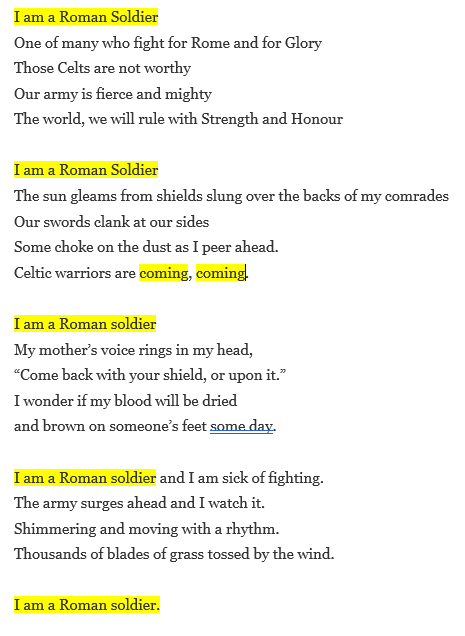 I am a Roman Soldier
One of many who fight for Rome and for Glory
Those Celts are not worthy
Our army is fierce and mighty
The world, we will rule with Strength and Honour
I am a Roman Soldier
The sun gleams from shields slung over the backs of my comrades
Our swords clank at our sides
Some choke on the dust as I peer ahead.
Celtic warriors are coming, coming.
I am a Roman soldier
My mother’s voice rings in my head,
“Come back with your shield, or upon it.”
I wonder if my blood will be dried
and brown on someone’s feet some day.
I am a Roman soldier and I am sick of fighting.
The army surges ahead and I watch it.
Shimmering and moving with a rhythm.
Thousands of blades of grass tossed by the wind.
I am a Roman soldier.